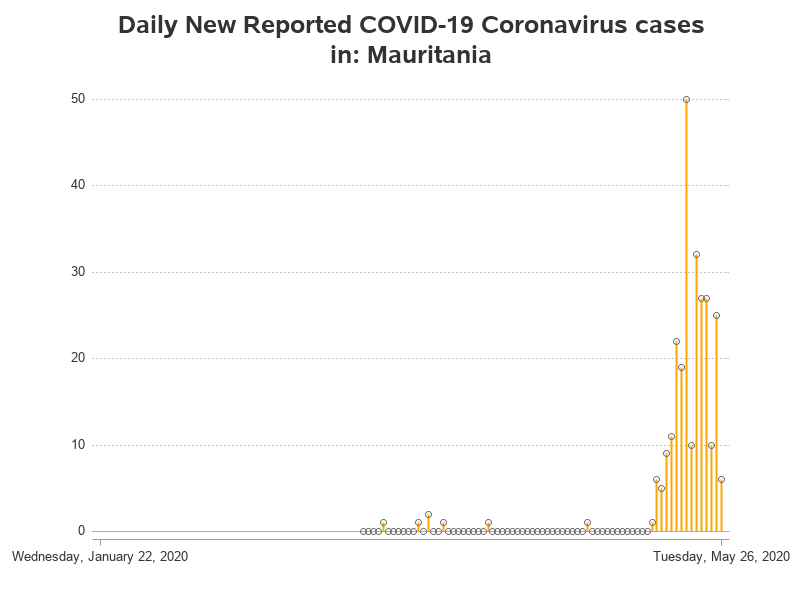 Daily New Reported COVID-19 Coronavirus cases
in: Mauritania
50
40
30
20
10
0
Wednesday, January 22, 2020 Tuesday, May 26, 2020